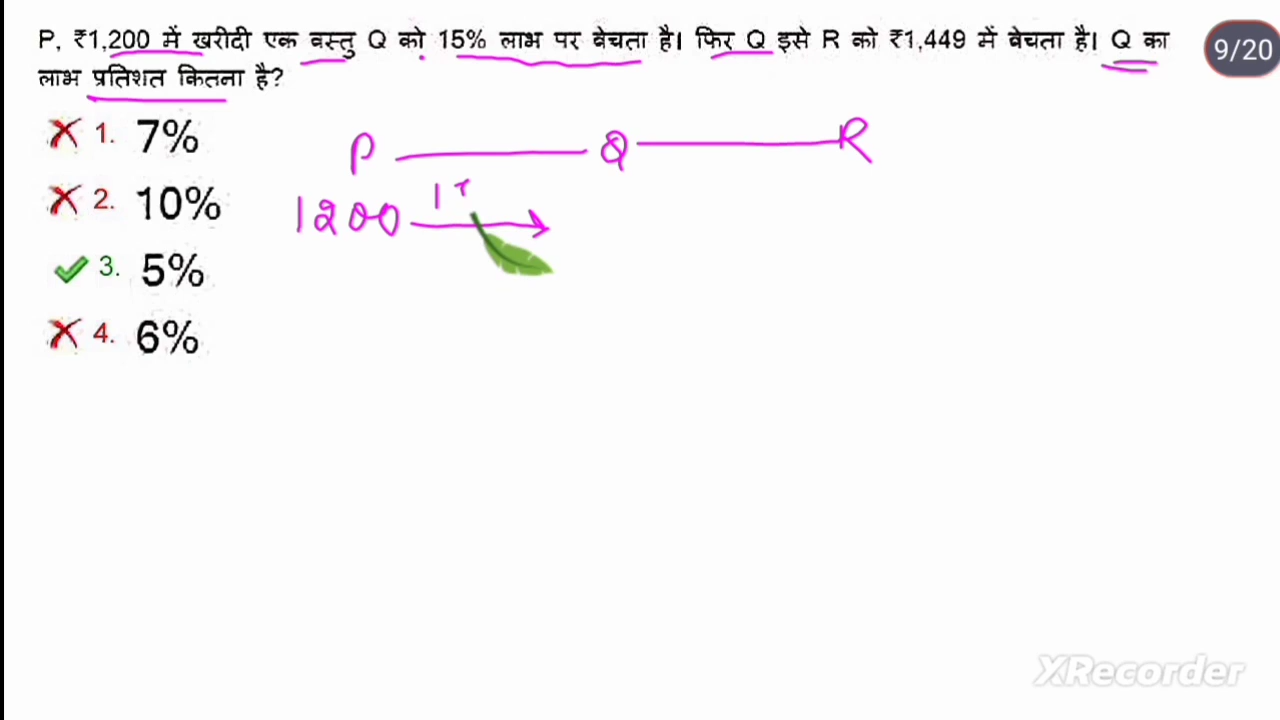 P, ₹1,200 में खरीदी एक वस्तु Q को 15% लाभ पर बेचता है। फिर Q इसे R को ₹1,449 में बेचता है। Q का
लाभ प्रतिशत कितना है?
9/20
1. 7%
2. 10%
3. 5%
4. 6%
P Q R
1200
XRecorder